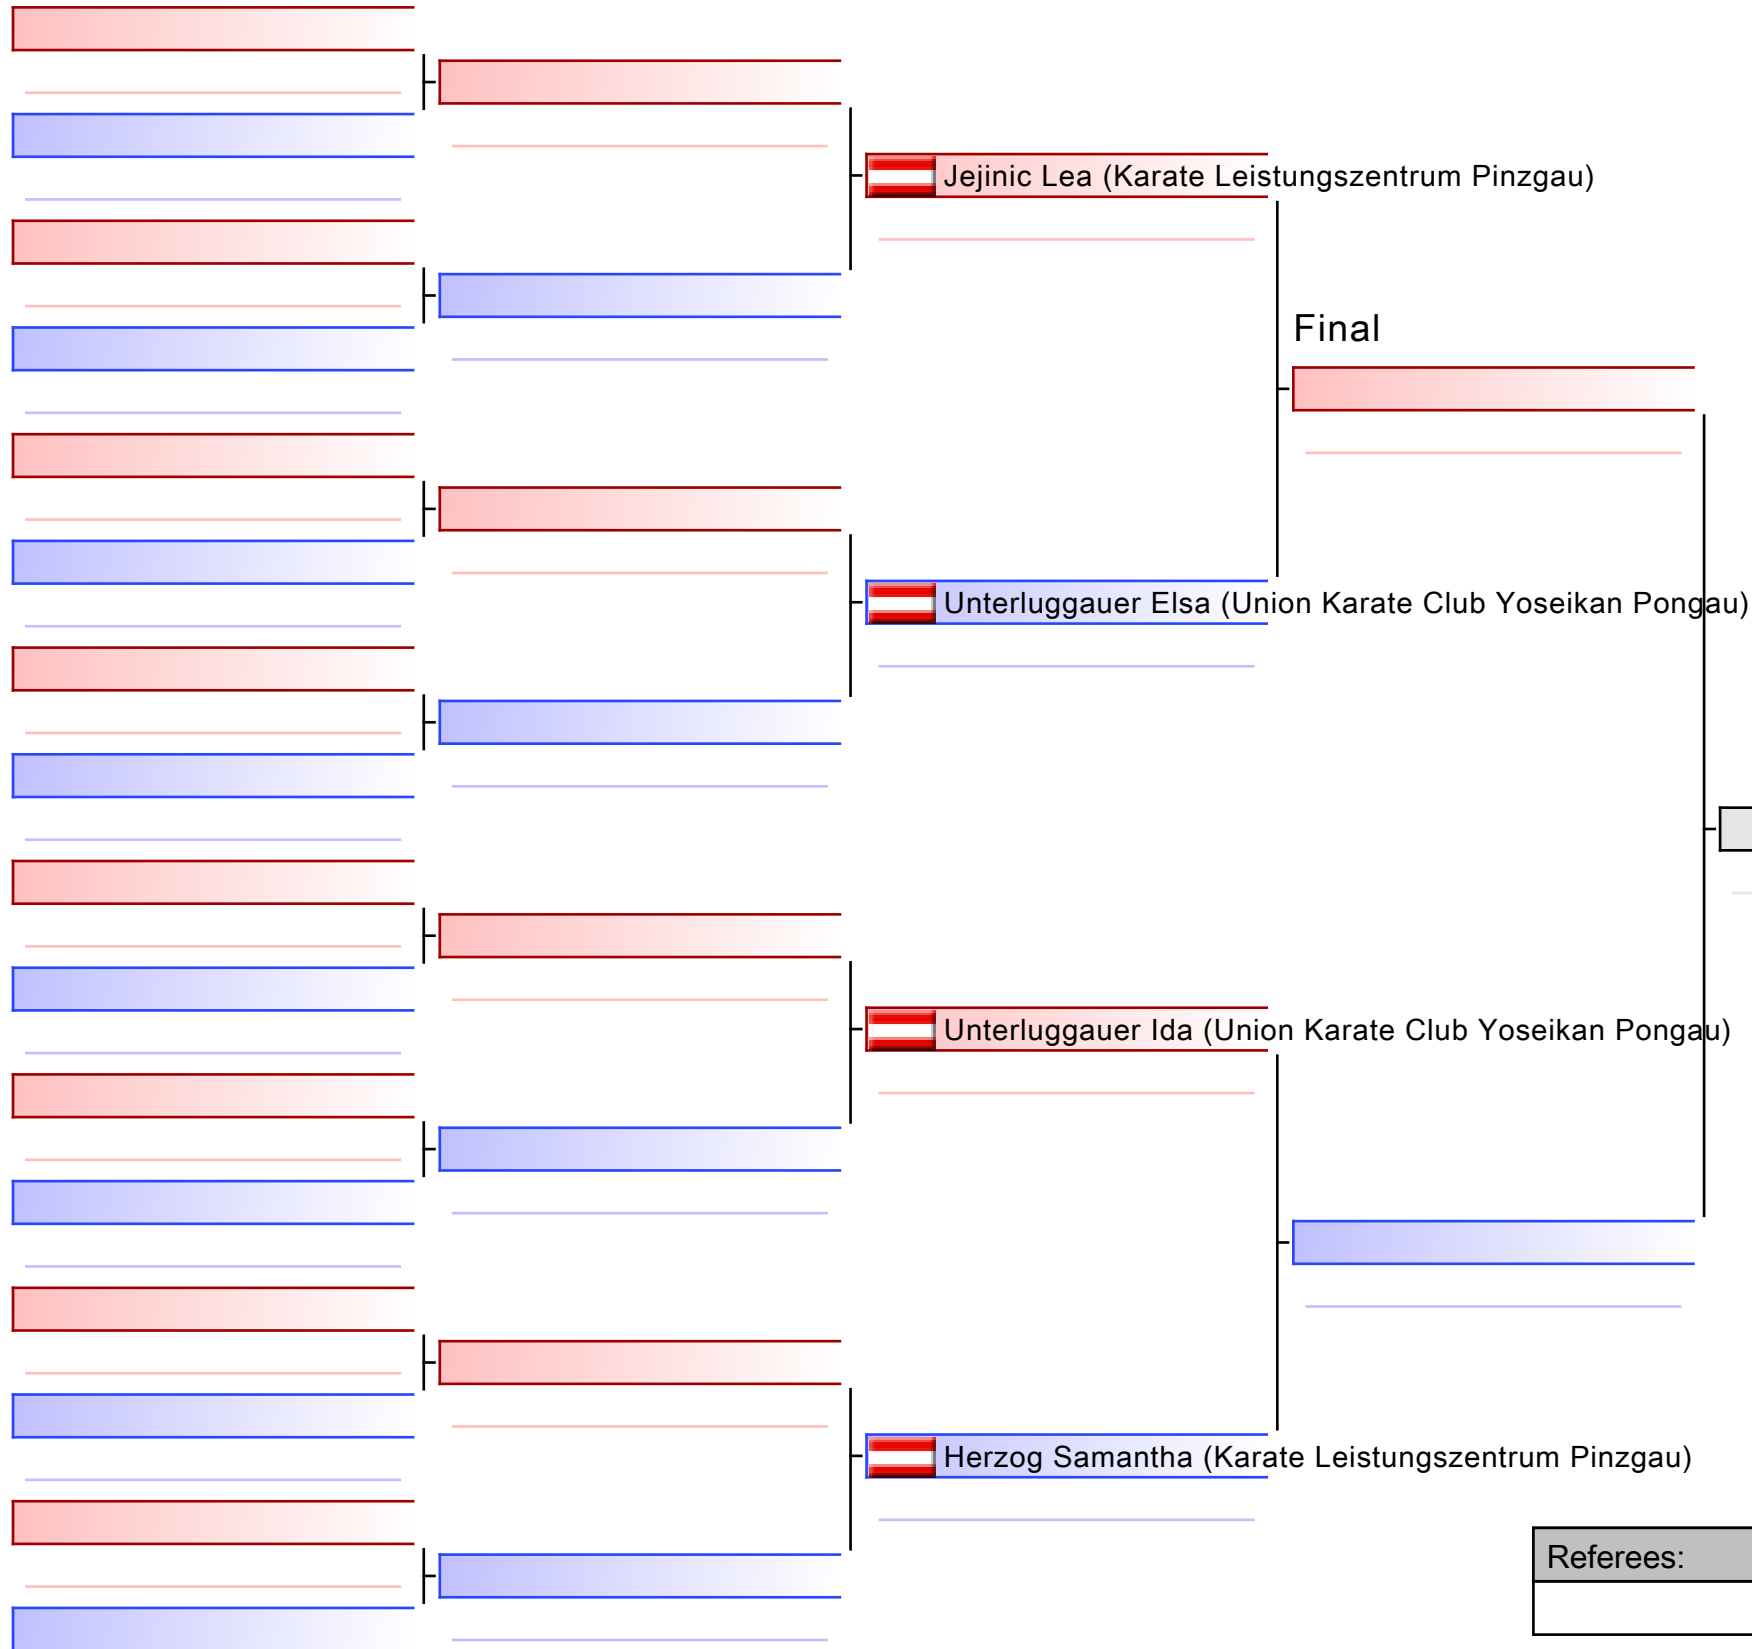 Jejinic Lea (Karate Leistungszentrum Pinzgau)
Final
Unterluggauer Elsa (Union Karate Club Yoseikan Pongau)
Unterluggauer Ida (Union Karate Club Yoseikan Pongau)
Herzog Samantha (Karate Leistungszentrum Pinzgau)
Referees: